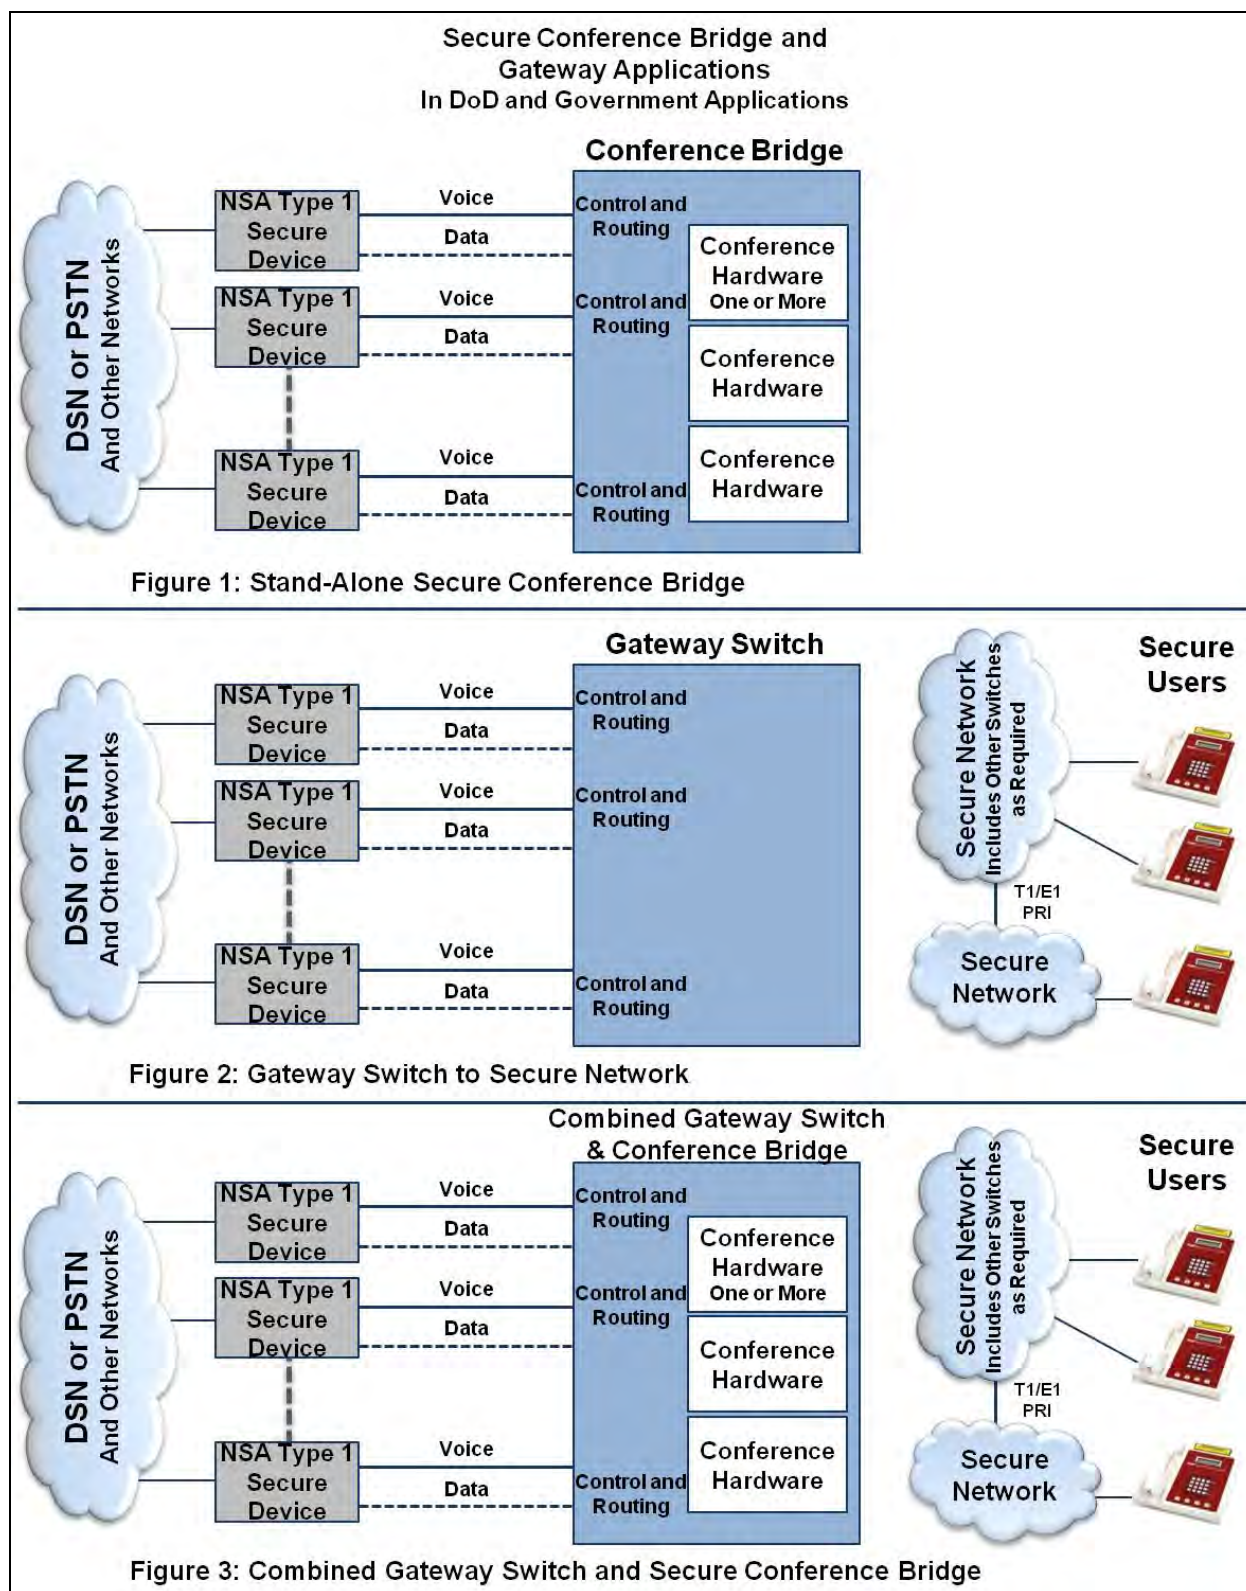 Secure Conference Bridge and
Gateway Applications
In DoD and Government Applications
Conference Bridge
DSN or PSTN
And Other Networks
NSA Type 1
Secure
Device
Voice
Data
Control and
Routing
NSA Type 1
Secure
Device
Voice
Data
Control and
Routing
NSA Type 1
Secure
Device
Voice
Data
Control and
Routing
Conference
Hardware
One or More
Conference
Hardware
Conference
Hardware
Figure 1: Stand-Alone Secure Conference Bridge
Gateway Switch
DSN or PSTN
And Other Networks
NSA Type 1
Secure
Device
Voice
Data
Control and
Routing
NSA Type 1
Secure
Device
Voice
Data
Control and
Routing
NSA Type 1
Secure
Device
Voice
Data
Control and
Routing
Secure Network
Includes Other Switches
as Required
Secure
Users
T1/E1
PRI
Secure
Network
Figure 2: Gateway Switch to Secure Network
Combined Gateway Switch
& Conference Bridge
DSN or PSTN
And Other Networks
NSA Type 1
Secure
Device
Voice
Data
Control and
Routing
NSA Type 1
Secure
Device
Voice
Data
Control and
Routing
NSA Type 1
Secure
Device
Voice
Data
Control and
Routing
Conference
Hardware
One or More
Conference
Hardware
Conference
Hardware
Secure Network
Includes Other Switches
as Required
Secure
Users
T1/E1
PRI
Secure
Network
Figure 3: Combined Gateway Switch and Secure Conference Bridge